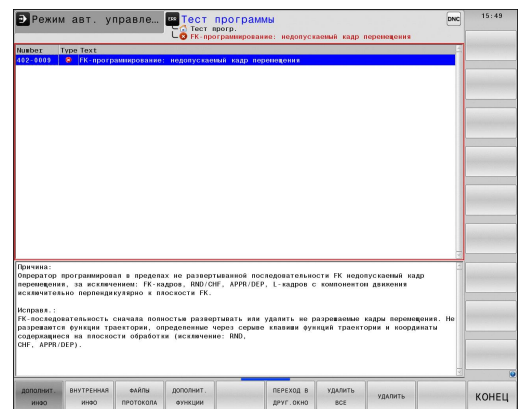 Режим авт. управле…
ERR Тест программы
DNC
15:49
Тест прогр.
FK-программирование: недопускаемый кадр перемещения
Number Type Text
402-0009 FK-программирование: недопускаемый кадр перемещения
Причина:
Оператор программировал в пределах не развертыванной последовательности FK недопускаемый кадр
перемещения, за исключением: FK-кадров, RND/CHF, APPR/DEP, L-кадров с компонентом движения
исключительно перпендикулярно к плоскости FK.
Исправл.:
FK-последовательность сначала полностью развертывать или удалить не разрешаемые кадры перемещения. Не
разрешаются функции траектории, определенные через серые клавиши функций траектории и координаты
содержащиеся на плоскости обработки (исключение: RND,
CHF, APPR/DEP).
ДОПОЛНИТ. ИНФО
ВНУТРЕННАЯ ИНФО
ФАЙЛЫ ПРОТОКОЛА
ДОПОЛНИТ. ФУНКЦИИ
ПЕРЕХОД В ДРУГ.ОКНО
УДАЛИТЬ ВСЕ
УДАЛИТЬ
КОНЕЦ